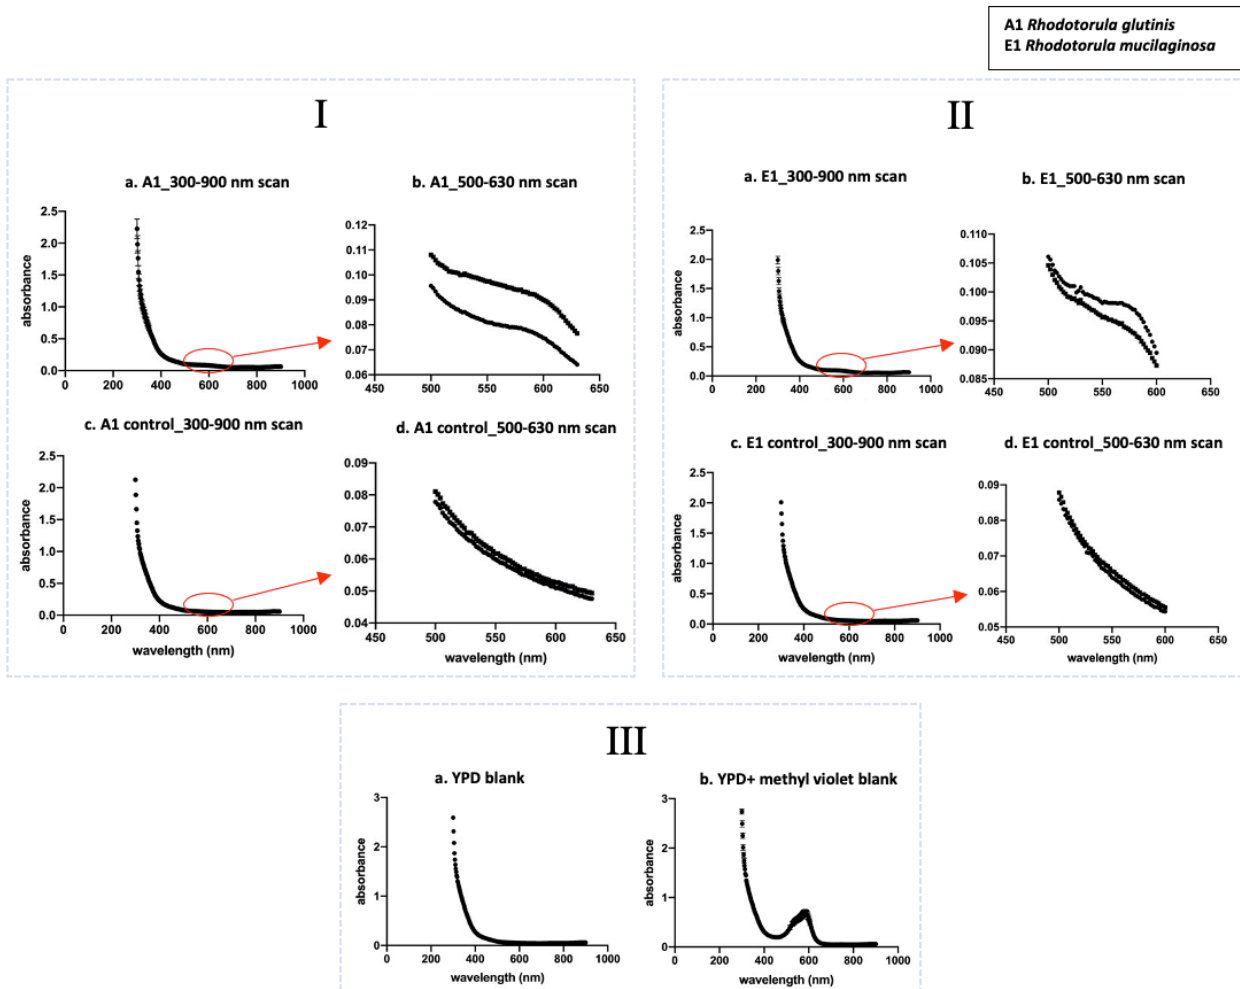 A1 Rhodotorula glutinis
E1 Rhodotorula mucilaginosa
I
a. A1_300-900 nm scan
absorbance
2.5
2.0
1.5
1.0
0.5
0.0
0 200 400 600 800 1000
b. A1_500-630 nm scan
0.12
0.11
0.10
0.09
0.08
0.07
0.06
450 500 550 600 650
c. A1 control_300-900 nm scan
absorbance
2.5
2.0
1.5
1.0
0.5
0.0
0 200 400 600 800 1000
wavelength (nm)
d. A1 control_500-630 nm scan
0.09
0.08
0.07
0.06
0.05
0.04
450 500 550 600 650
wavelength (nm)
II
a. E1_300-900 nm scan
absorbance
2.5
2.0
1.5
1.0
0.5
0.0
0 200 400 600 800 1000
b. E1_500-630 nm scan
0.110
0.105
0.100
0.095
0.090
0.085
450 500 550 600 650
c. E1 control_300-900 nm scan
absorbance
2.5
2.0
1.5
1.0
0.5
0.0
0 200 400 600 800 1000
wavelength (nm)
d. E1 control_500-630 nm scan
0.09
0.08
0.07
0.06
0.05
450 500 550 600 650
wavelength (nm)
III
a. YPD blank
absorbance
3
2
1
0
0 200 400 600 800 1000
wavelength (nm)
b. YPD+ methyl violet blank
absorbance
3
2
1
0
0 200 400 600 800 1000
wavelength (nm)